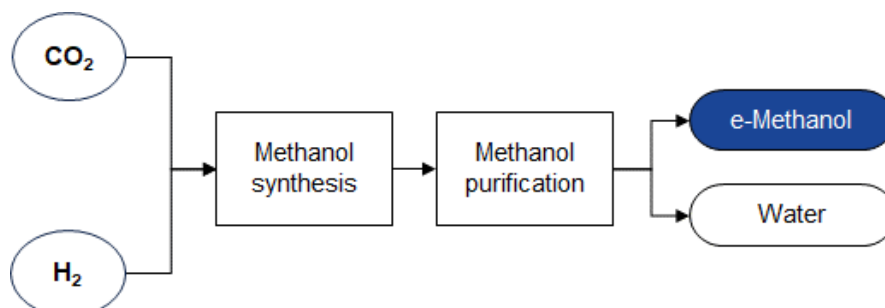 CO₂
Methanol
synthesis
Methanol
purification
e-Methanol
Water
H₂